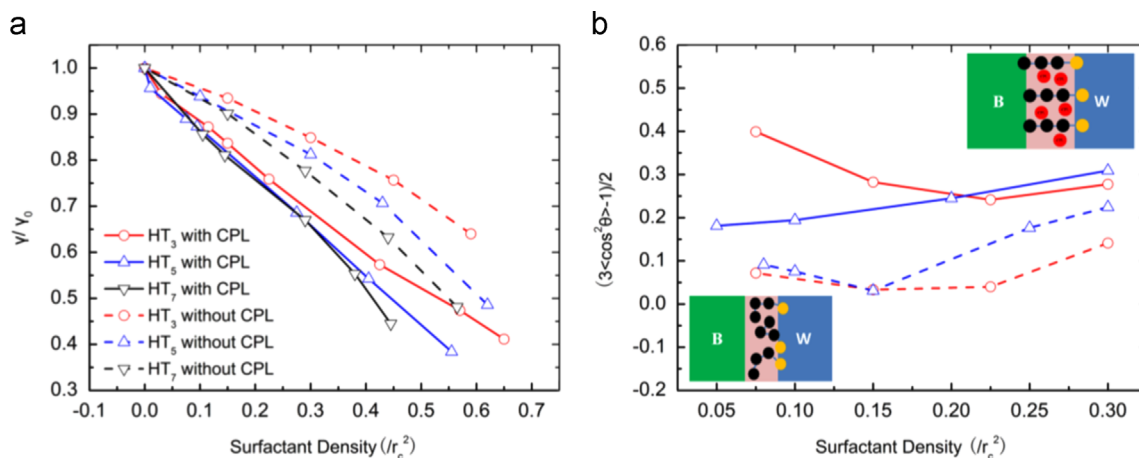 a
1.0
0.9
0.8
0.7
0.6
0.5
0.4
0.3
γ/ γ₀
HT₃ with CPL
HT₅ with CPL
HT₇ with CPL
HT₃ without CPL
HT₅ without CPL
HT₇ without CPL
-0.1 0.0 0.1 0.2 0.3 0.4 0.5 0.6 0.7
Surfactant Density (/r_c²)
b
0.6
0.5
0.4
0.3
0.2
0.1
0.0
-0.1
-0.2
(3<cos²θ>-1)/2
B W
B W
0.05 0.10 0.15 0.20 0.25 0.30
Surfactant Density (/r_c²)